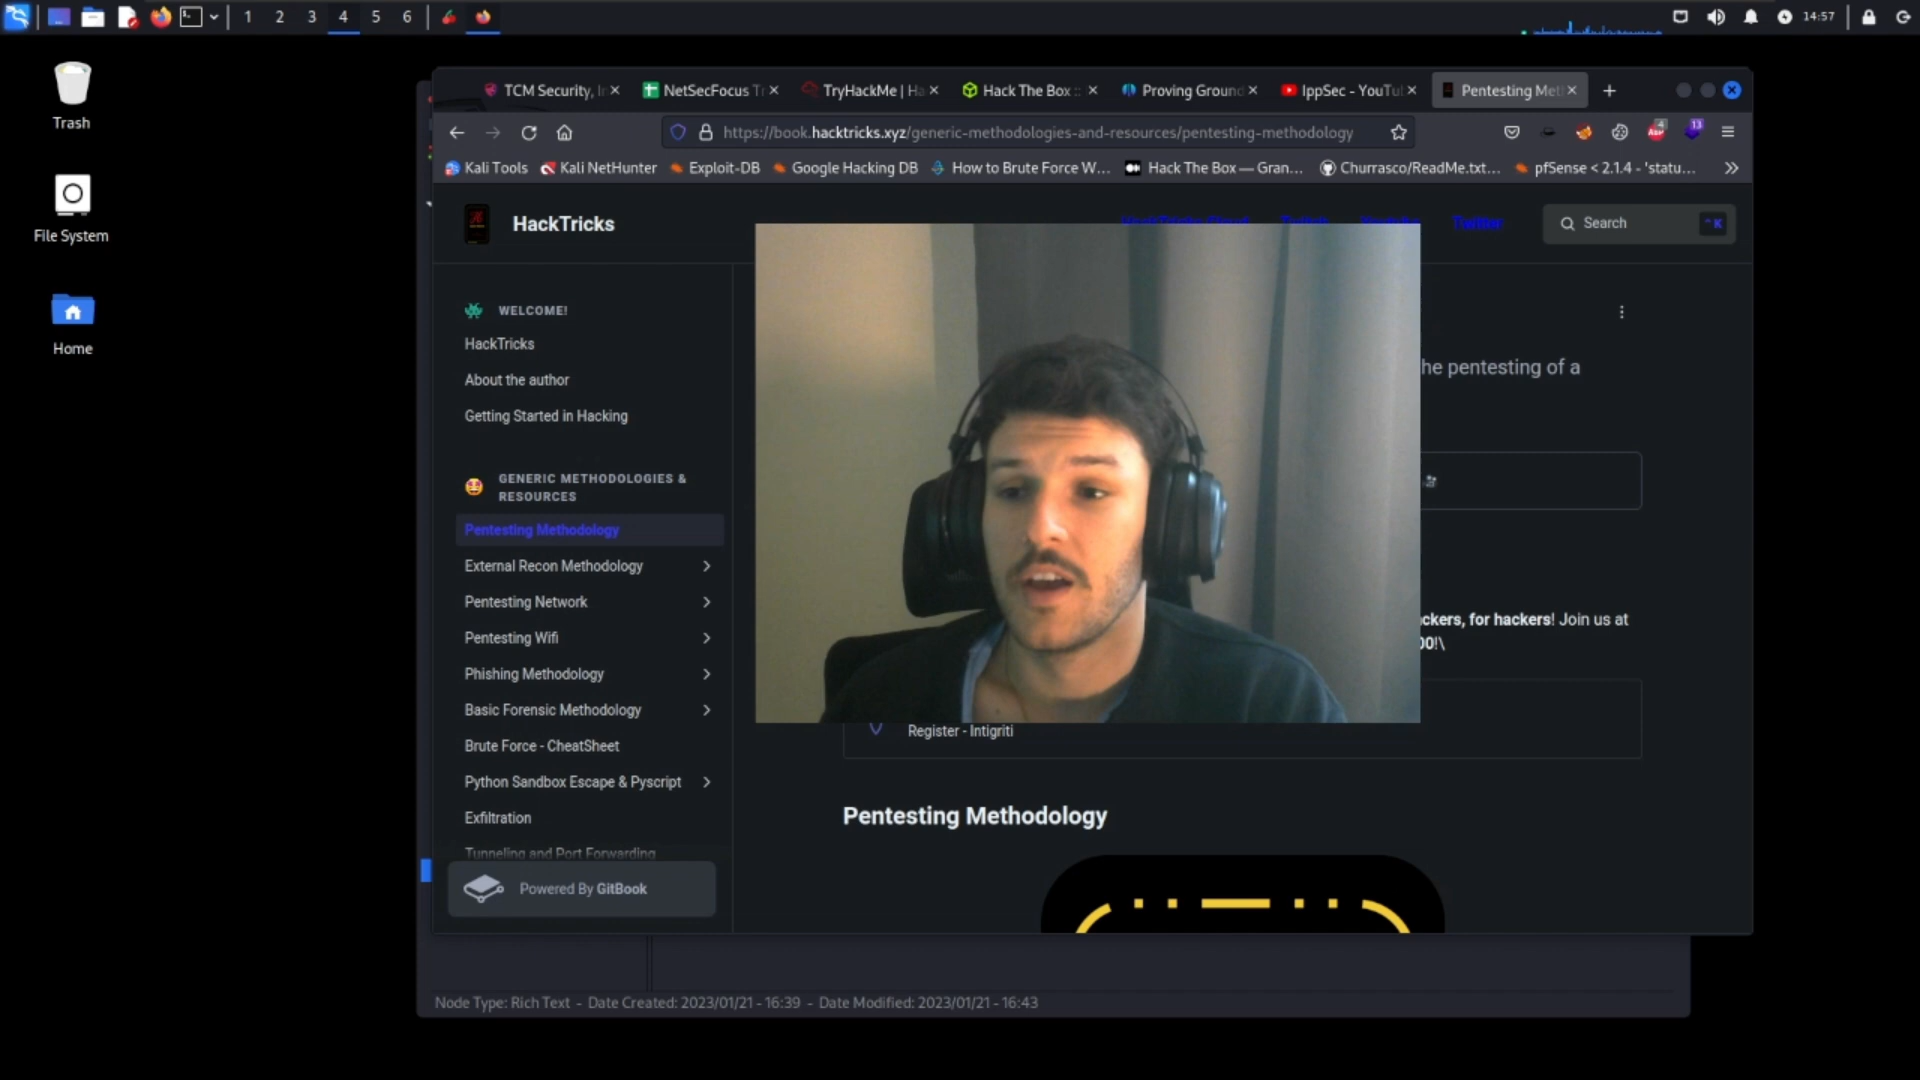 1 2 3 4 5 6
14:57
Trash
File System
Home
TCM Security, I
NetSecFocus Tr
TryHackMe | Ha
Hack The Box ::
Proving Ground
IppSec - YouTu
Pentesting Met
https://book.hacktricks.xyz/generic-methodologies-and-resources/pentesting-methodology
4
13
Kali Tools
Kali NetHunter
Exploit-DB
Google Hacking DB
How to Brute Force W...
Hack The Box — Gran...
Churrasco/ReadMe.txt...
pfSense < 2.1.4 - 'statu...
HackTricks
Twitter
Search
⌃K
WELCOME!
HackTricks
About the author
Getting Started in Hacking
GENERIC METHODOLOGIES &
RESOURCES
Pentesting Methodology
External Recon Methodology
Pentesting Network
Pentesting Wifi
Phishing Methodology
Basic Forensic Methodology
Brute Force - CheatSheet
Python Sandbox Escape & Pyscript
Exfiltration
Tunneling and Port Forwarding
Powered By GitBook
he pentesting of a
ckers, for hackers! Join us at
00!\
Register - Intigriti
Pentesting Methodology
Node Type: Rich Text - Date Created: 2023/01/21 - 16:39 - Date Modified: 2023/01/21 - 16:43